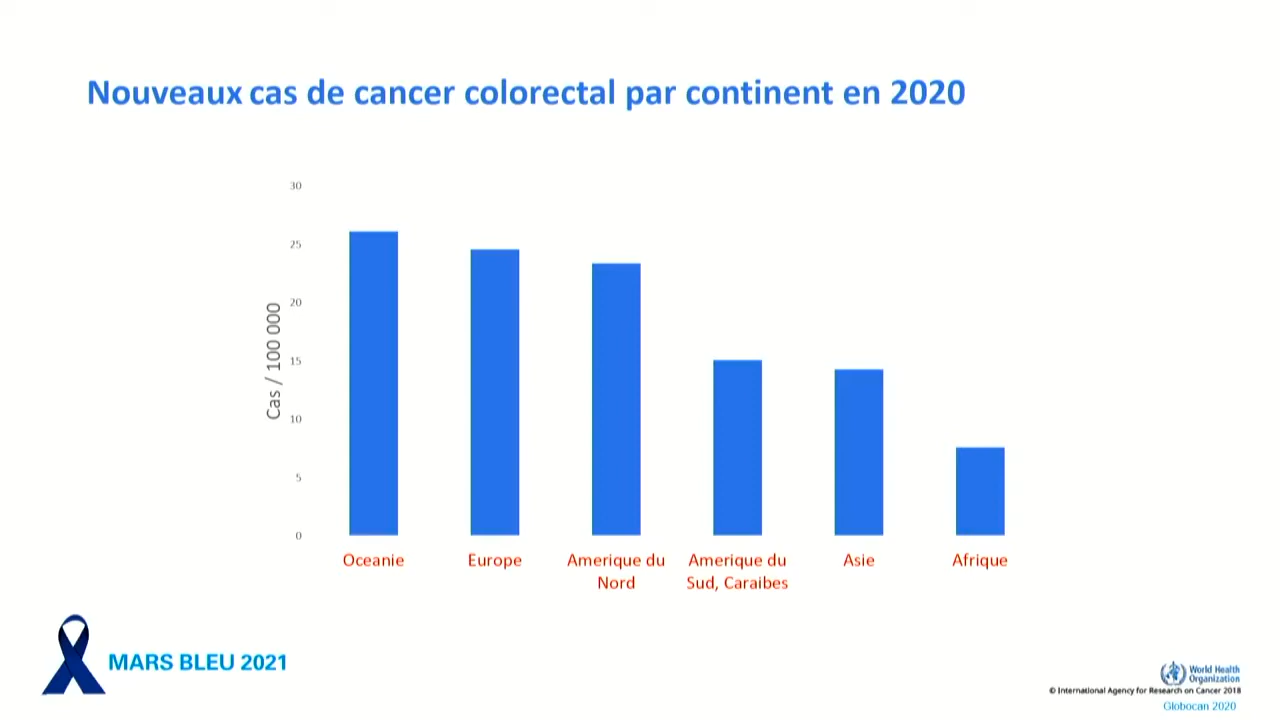 Nouveaux cas de cancer colorectal par continent en 2020
30
25
20
15
10
5
0
Cas / 100 000
Oceanie
Europe
Amerique du
Nord
Amerique du
Sud, Caraibes
Asie
Afrique
MARS BLEU 2021
World Health
Organization
© International Agency for Research on Cancer 2018
Globocan 2020